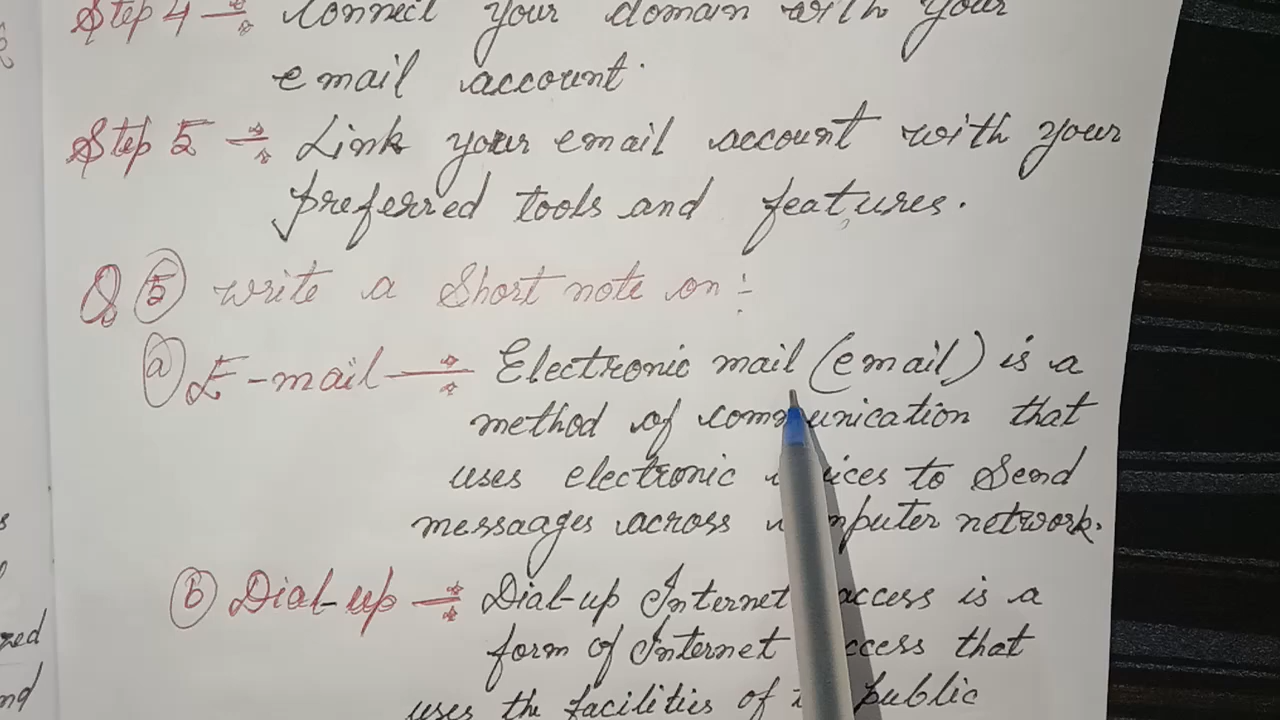 Step 4 → Connect your domain with your
email account.
Step 5 → Link your email account with your
preferred tools and features.
Q. 5 write a Short note on :-
a) E-mail → Electronic mail (email) is a
method of communication that
uses electronic to Send
messaages across network.
b) Dial-up → Dial-up Internet access is a
form of Internet that
uses the facilities of public